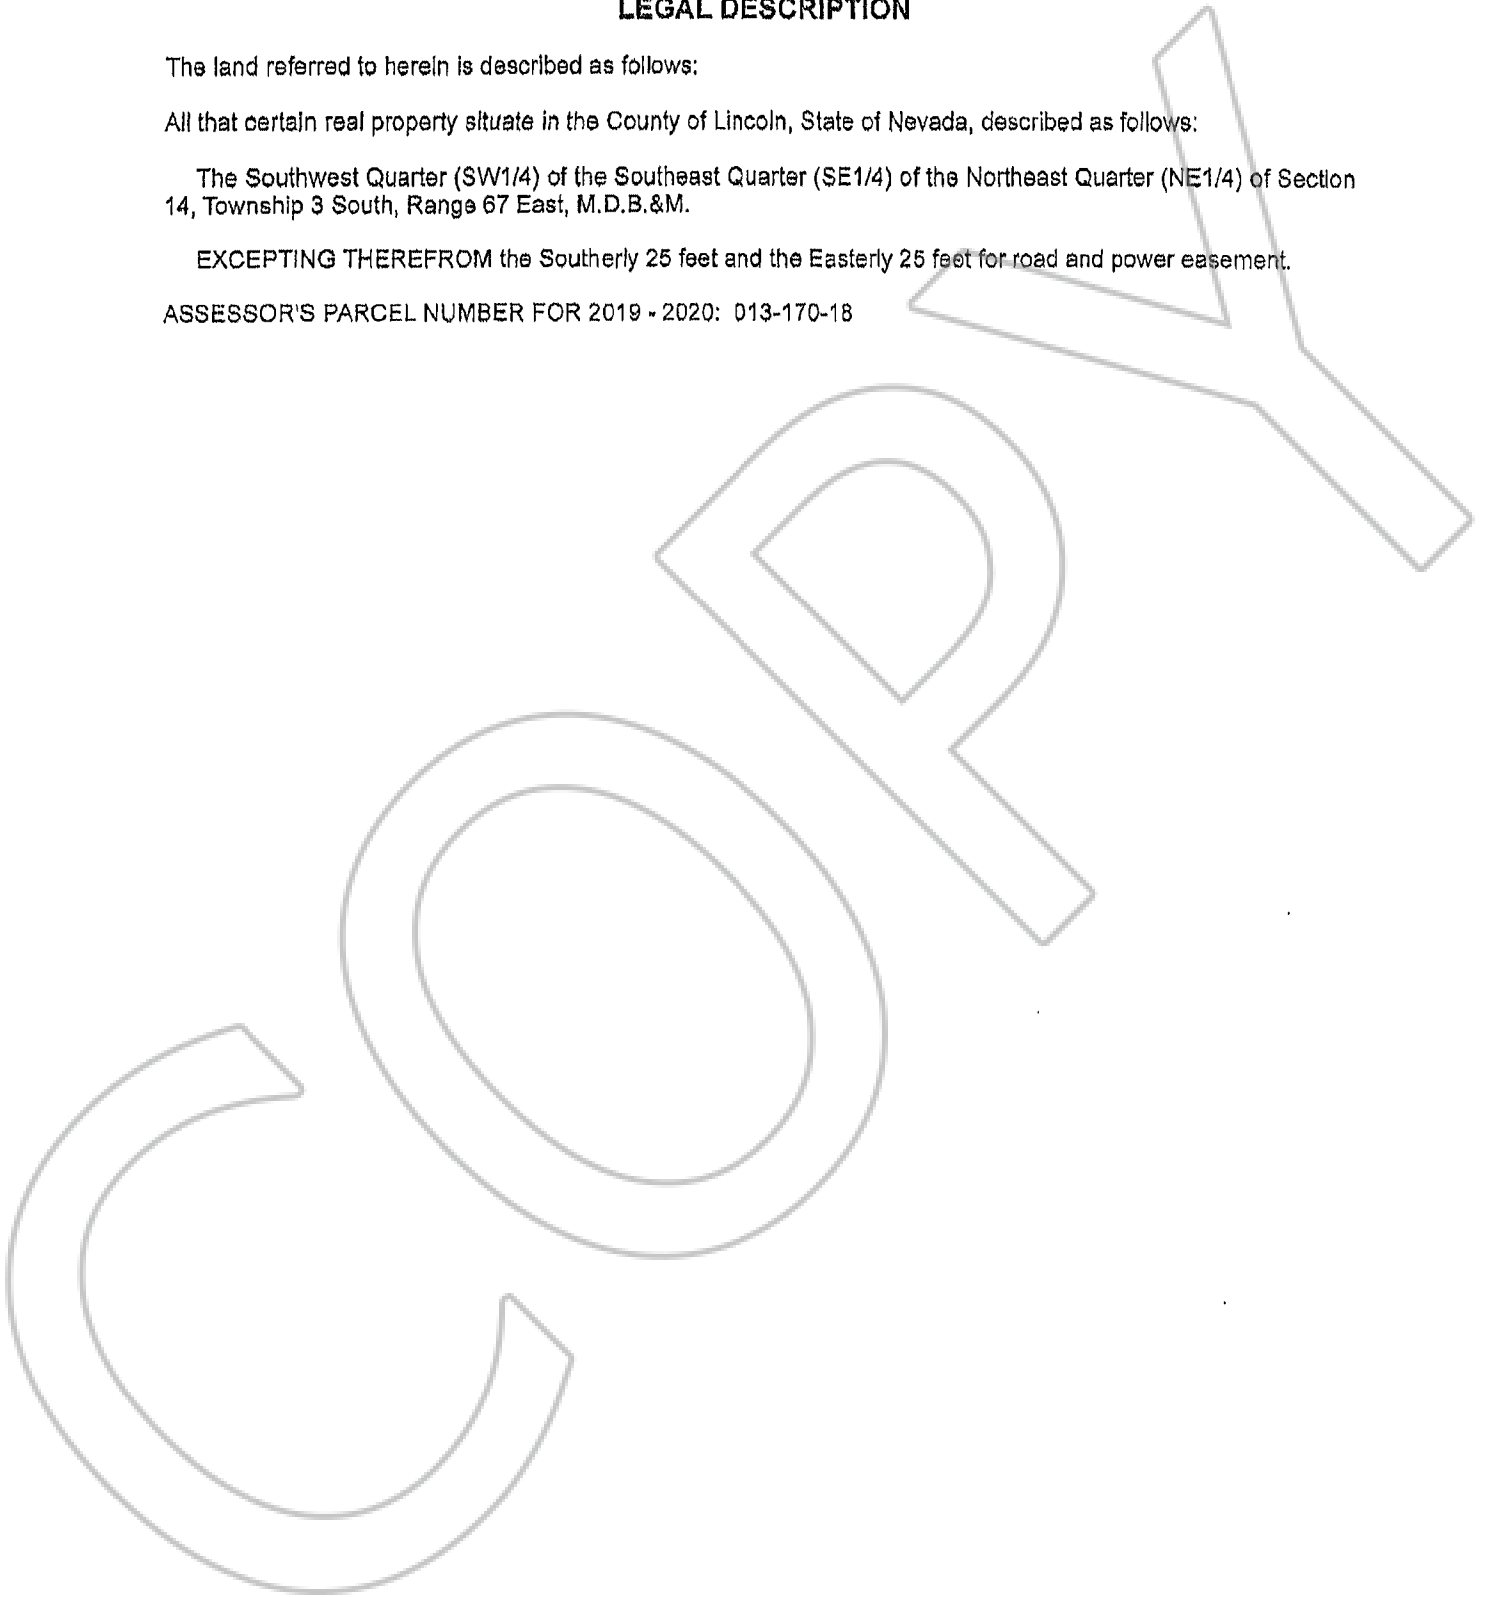 LEGAL DESCRIPTION
The land referred to herein is described as follows:
All that certain real property situate in the County of Lincoln, State of Nevada, described as follows:
The Southwest Quarter (SW1/4) of the Southeast Quarter (SE1/4) of the Northeast Quarter (NE1/4) of Section
14, Township 3 South, Range 67 East, M.D.B.&M.
EXCEPTING THEREFROM the Southerly 25 feet and the Easterly 25 feet for road and power easement.
ASSESSOR'S PARCEL NUMBER FOR 2019 - 2020: 013-170-18
COPY